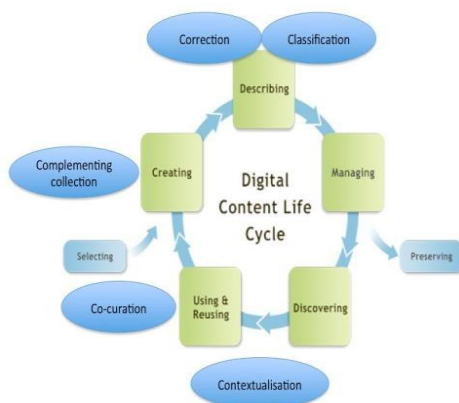 Correction
Classification
Describing
Complementing
collection
Creating
Managing
Digital
Content Life
Cycle
Selecting
Preserving
Co-curation
Using &
Reusing
Discovering
Contextualisation